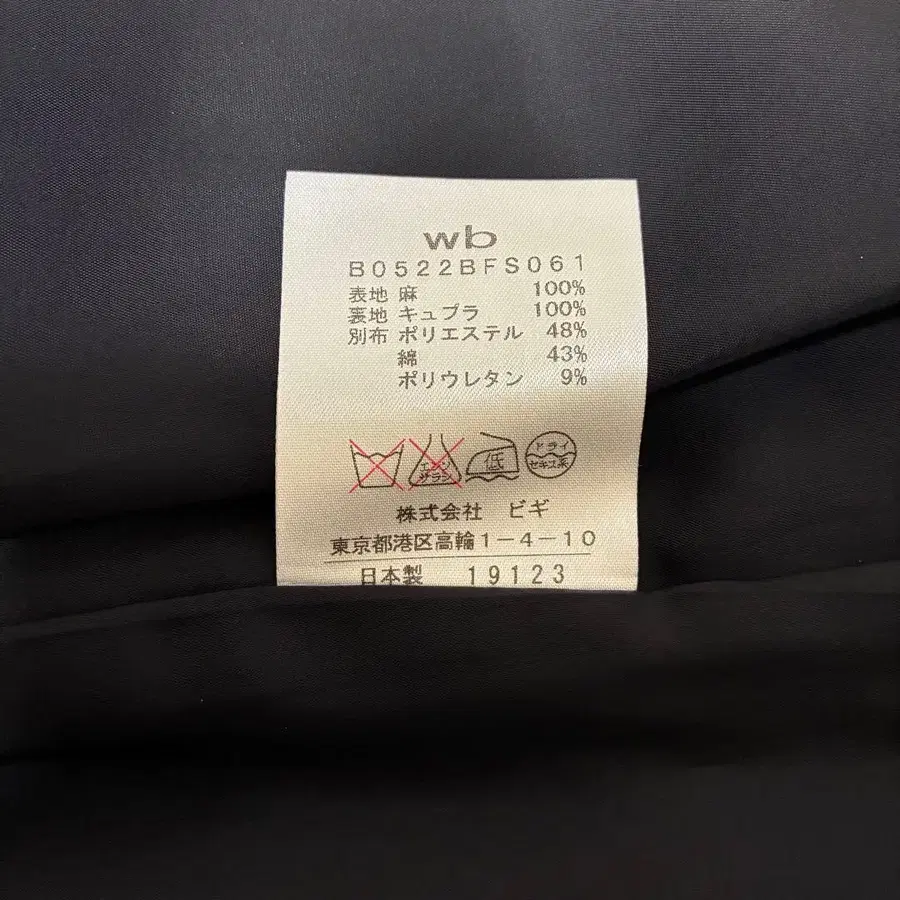 wb
B0522BFS061
表地 麻 100%
裏地 キュプラ 100%
別布 ポリエステル 48%
綿 43%
ポリウレタン 9%
エンソサラシ 低 ドライセキユ系
株式会社 ビギ
東京都港区高輪1-4-10
日本製 19123